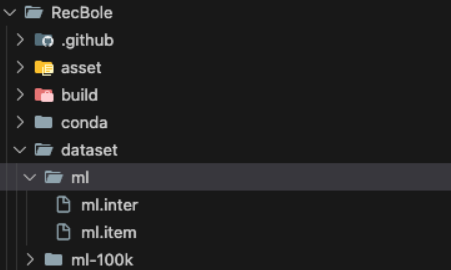 RecBole
.github
asset
build
conda
dataset
ml
ml.inter
ml.item
ml-100k